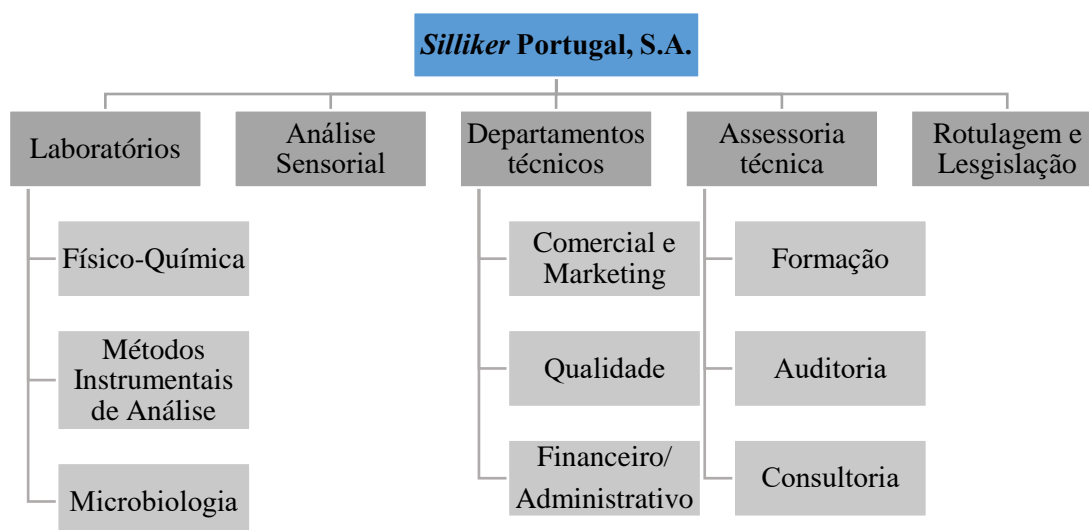 Silliker Portugal, S.A.
Laboratórios
Análise
Sensorial
Departamentos
técnicos
Assessoria
técnica
Rotulagem e
Lesgislação
Físico-Química
Métodos
Instrumentais
de Análise
Microbiologia
Comercial e
Marketing
Qualidade
Financeiro/
Administrativo
Formação
Auditoria
Consultoria